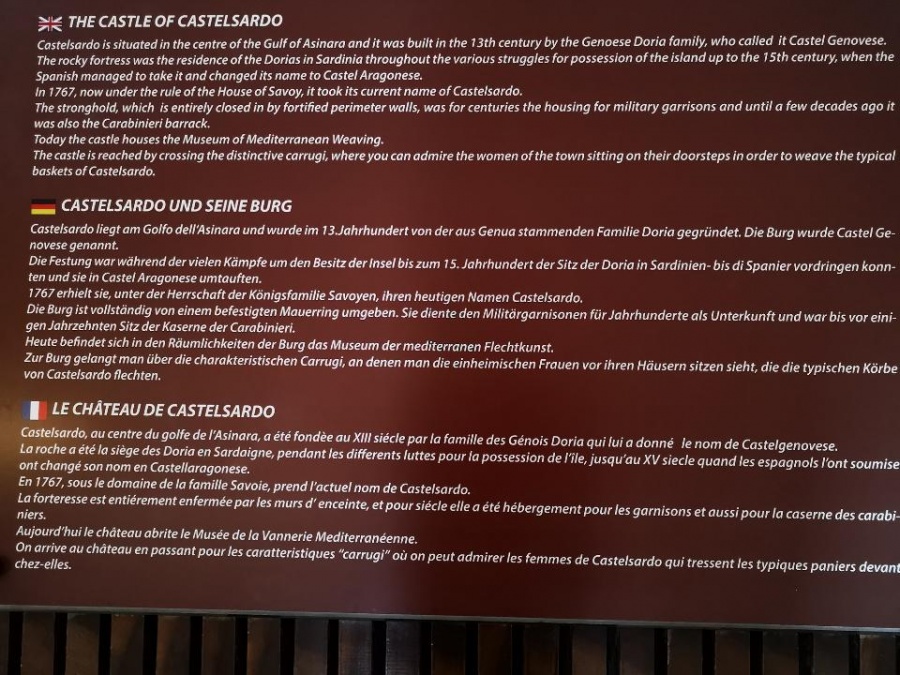 THE CASTLE OF CASTELSARDO
Castelsardo is situated in the centre of the Gulf of Asinara and it was built in the 13th century by the Genoese Doria family, who called it Castel Genovese.
The rocky fortress was the residence of the Dorias in Sardinia throughout the various struggles for possession of the island up to the 15th century, when the
Spanish managed to take it and changed its name to Castel Aragonese.
In 1767, now under the rule of the House of Savoy, it took its current name of Castelsardo.
The stronghold, which is entirely closed in by fortified perimeter walls, was for centuries the housing for military garrisons and until a few decades ago it
was also the Carabinieri barrack.
Today the castle houses the Museum of Mediterranean Weaving.
The castle is reached by crossing the distinctive carrugi, where you can admire the women of the town sitting on their doorsteps in order to weave the typical
baskets of Castelsardo.
CASTELSARDO UND SEINE BURG
Castelsardo liegt am Golfo dell'Asinara und wurde im 13.Jahrhundert von der aus Genua stammenden Familie Doria gegründet. Die Burg wurde Castel Ge-
novese genannt.
Die Festung war während der vielen Kämpfe um den Besitz der Insel bis zum 15. Jahrhundert der Sitz der Doria in Sardinien- bis di Spanier vordringen konn-
ten und sie in Castel Aragonese umtauften.
1767 erhielt sie, unter der Herrschaft der Königsfamilie Savoyen, ihren heutigen Namen Castelsardo.
Die Burg ist vollständig von einem befestigten Mauerring umgeben. Sie diente den Militärgarnisonen für Jahrhunderte als Unterkunft und war bis vor eini-
gen Jahrzehnten Sitz der Kaserne der Carabinieri.
Heute befindet sich in den Räumlichkeiten der Burg das Museum der mediterranen Flechtkunst.
Zur Burg gelangt man über die charakteristischen Carrugi, an denen man die einheimischen Frauen vor ihren Häusern sitzen sieht, die die typischen Körbe
von Castelsardo flechten.
LE CHÂTEAU DE CASTELSARDO
Castelsardo, au centre du golfe de l'Asinara, a été fondèe au XIII siécle par la famille des Génois Doria qui lui a donné le nom de Castelgenovese.
La roche a été la siège des Doria en Sardaigne, pendant les differents luttes pour la possession de l'île, jusqu'au XV siecle quand les espagnols l'ont soumise
ont changé son nom en Castellaragonese.
En 1767, sous le domaine de la famille Savoie, prend l'actuel nom de Castelsardo.
La forteresse est entiérement enfermée par les murs d' enceinte, et pour siécle elle a été hébergement pour les garnisons et aussi pour la caserne des carabi-
niers.
Aujourd'hui le château abrite le Musée de la Vannerie Mediterranéenne.
On arrive au château en passant pour les caratteristiques "carrugi" où on peut admirer les femmes de Castelsardo qui tressent les typiques paniers devant
chez-elles.